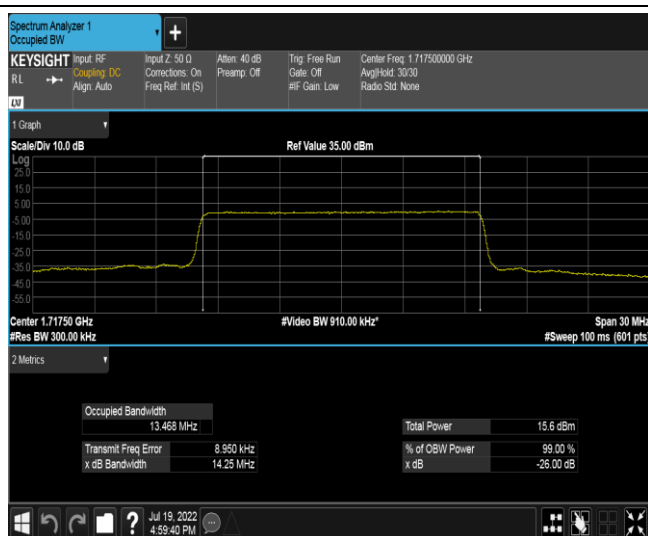 Spectrum Analyzer 1
Occupied BW
+
KEYSIGHT Input: RF Input Z: 50 Ω Atten: 40 dB Trig: Free Run Center Freq: 1.717500000 GHz
RL Coupling: DC Corrections: On Preamp: Off Gate: Off Avg|Hold: 30/30
Align: Auto Freq Ref: Int (S) #IF Gain: Low Radio Std: None
LXI
1 Graph
Scale/Div 10.0 dB Ref Value 35.00 dBm
Log
25.0
15.0
5.00
-5.00
-15.0
-25.0
-35.0
-45.0
-55.0
Center 1.71750 GHz #Video BW 910.00 kHz* Span 30 MHz
#Res BW 300.00 kHz #Sweep 100 ms (601 pts)
2 Metrics
Occupied Bandwidth
13.468 MHz Total Power 15.6 dBm
Transmit Freq Error 8.950 kHz % of OBW Power 99.00 %
x dB Bandwidth 14.25 MHz x dB -26.00 dB
? Jul 19, 2022
4:59:40 PM